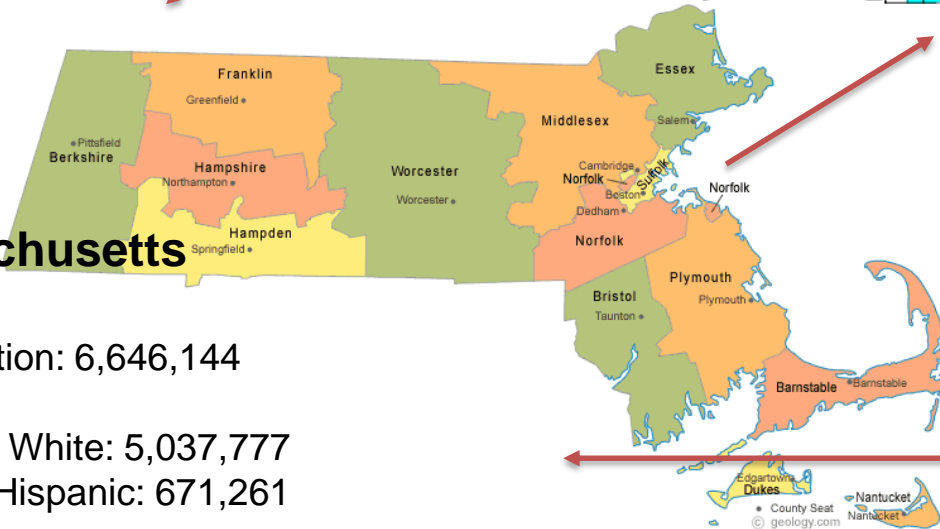 Franklin
Essex
Greenfield
Middlesex
Salem
Pittsfield
Berkshire
Hampshire
Cambridge
Worcester
Norfolk
Suffolk
Northampton
Boston
Norfolk
Worcester
Dedham
Hampden
Norfolk
chusetts
Springfield
Plymouth
Bristol
Plymouth
Taunton
tion: 6,646,144
Barnstable
Barnstable
White: 5,037,777
Edgartown
Dukes
Hispanic: 671,261
Nantucket
County Seat
Nantucket
© geology.com